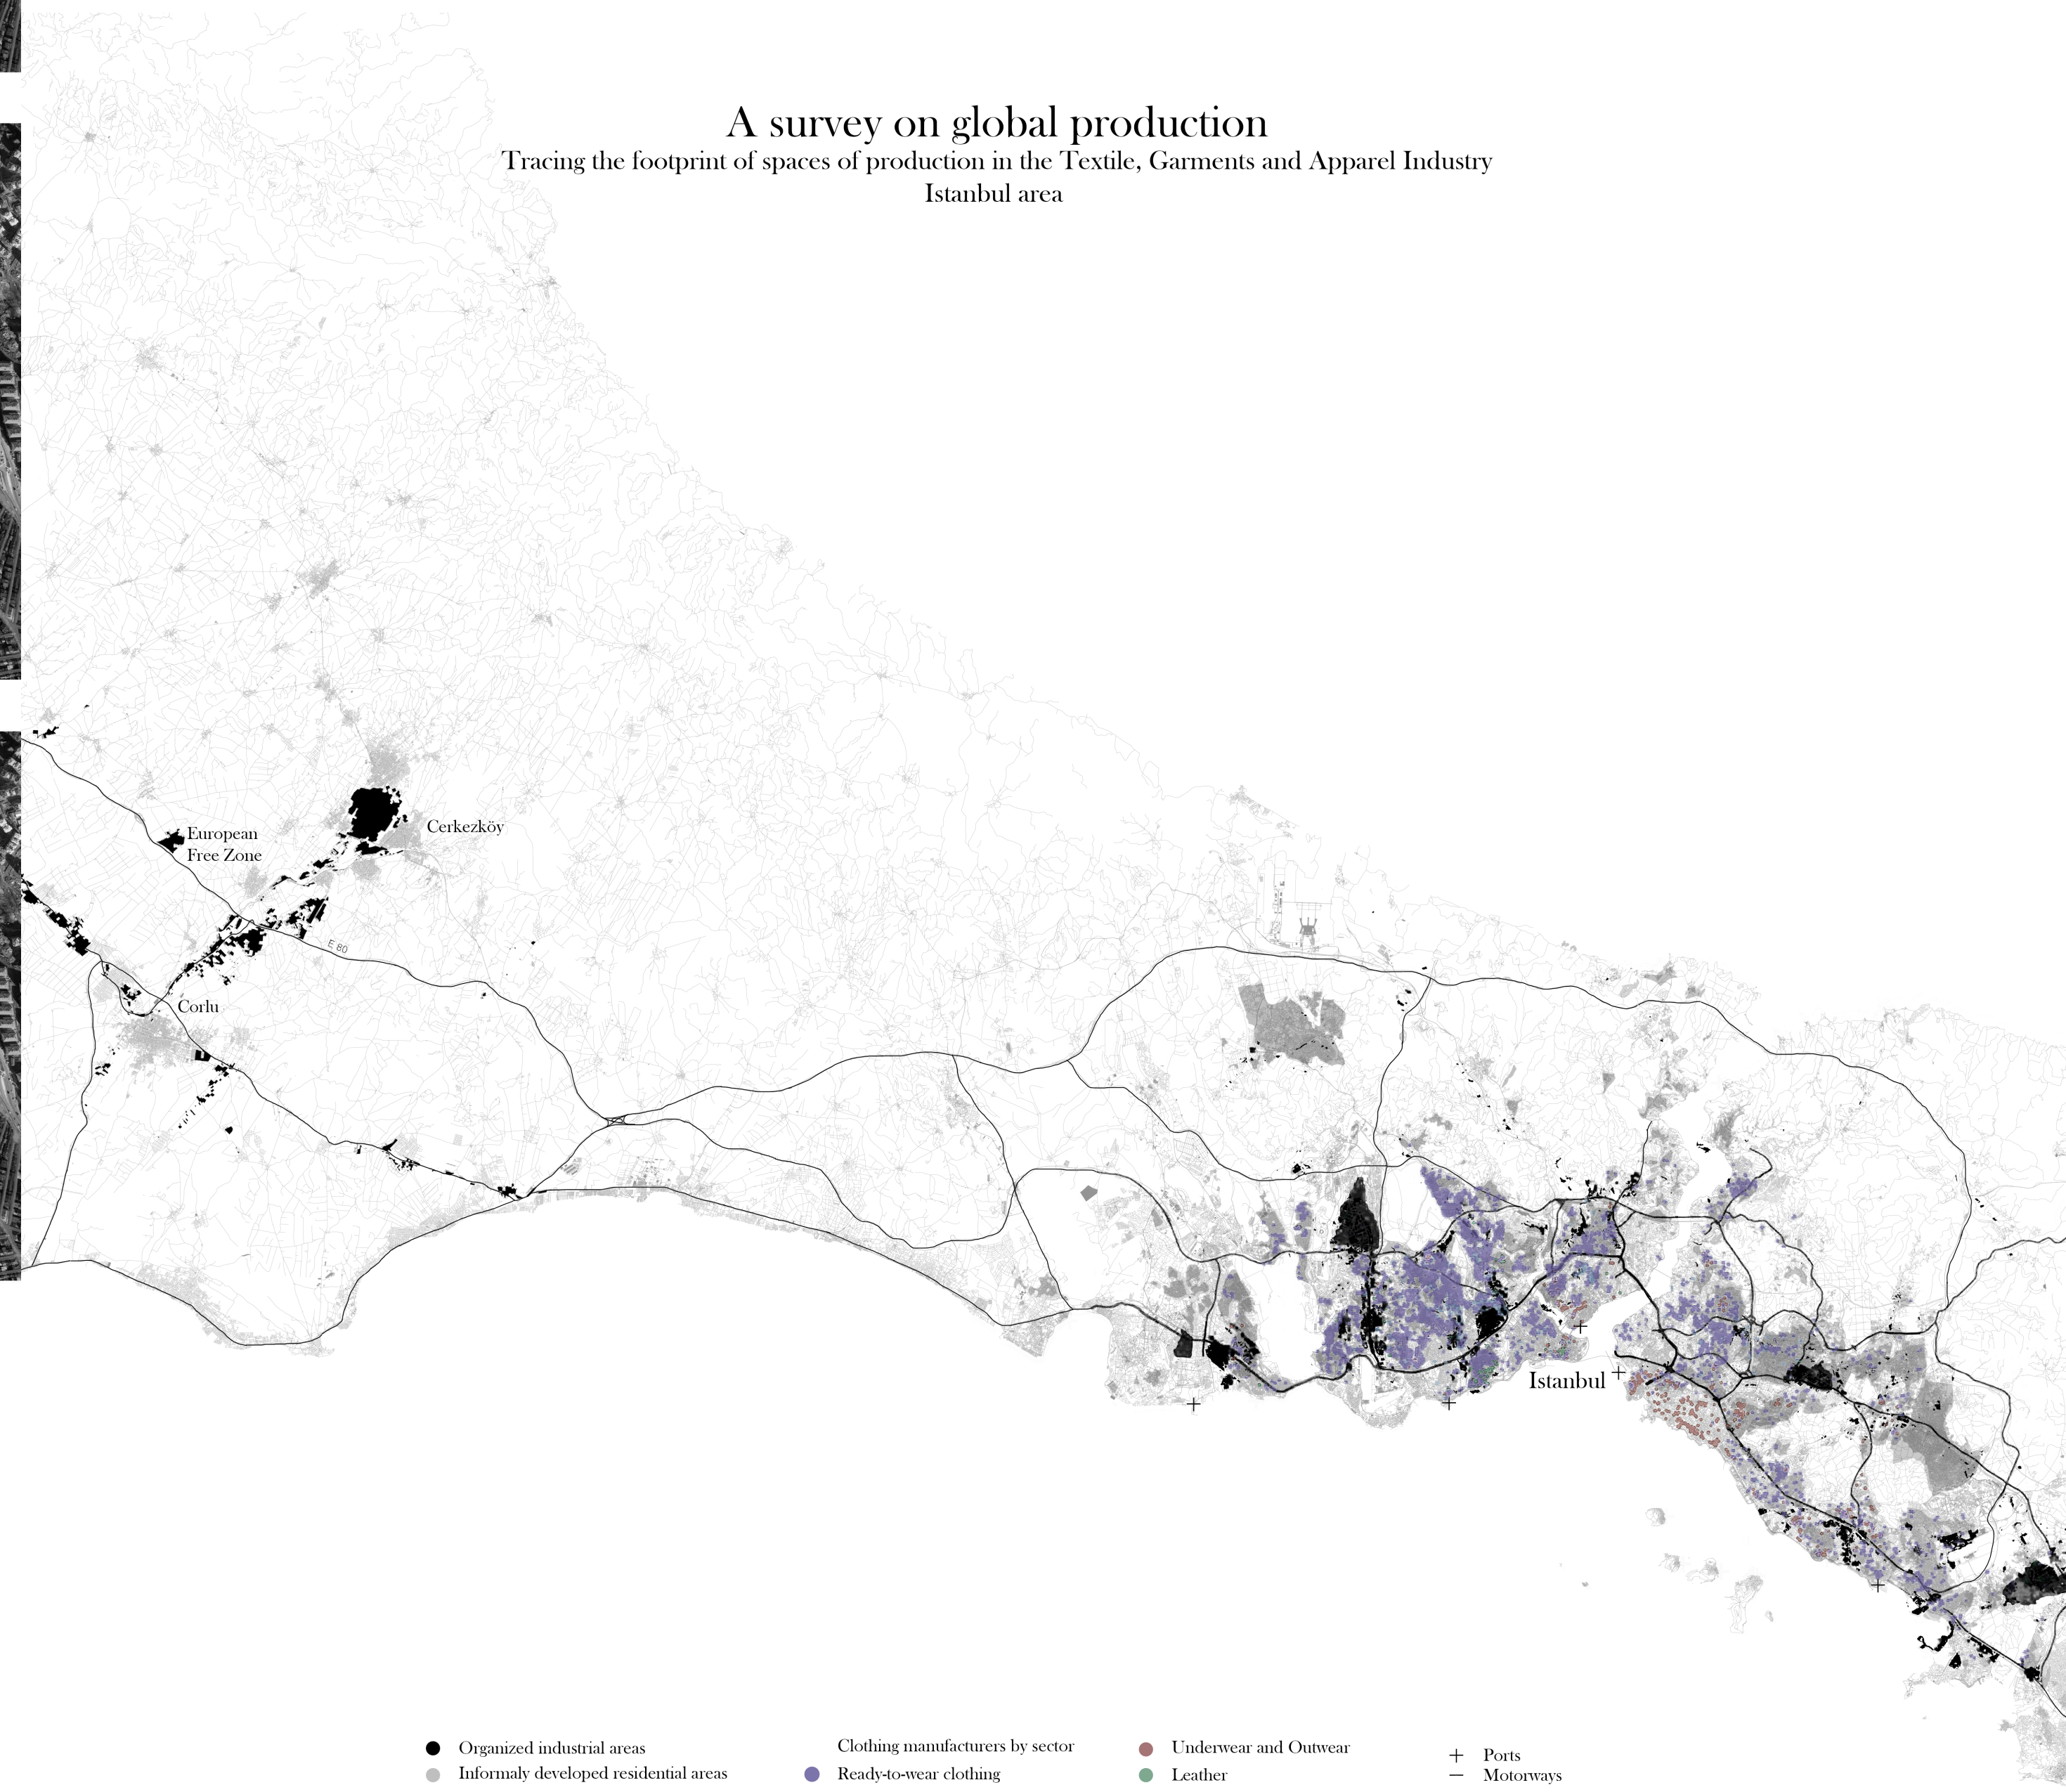 A survey on global production
Tracing the footprint of spaces of production in the Textile, Garments and Apparel Industry
Istanbul area
European
Free Zone
Cerkezköy
E 80
Corlu
Istanbul
Organized industrial areas
Informaly developed residential areas
Clothing manufacturers by sector
Ready-to-wear clothing
Underwear and Outwear
Leather
Ports
Motorways